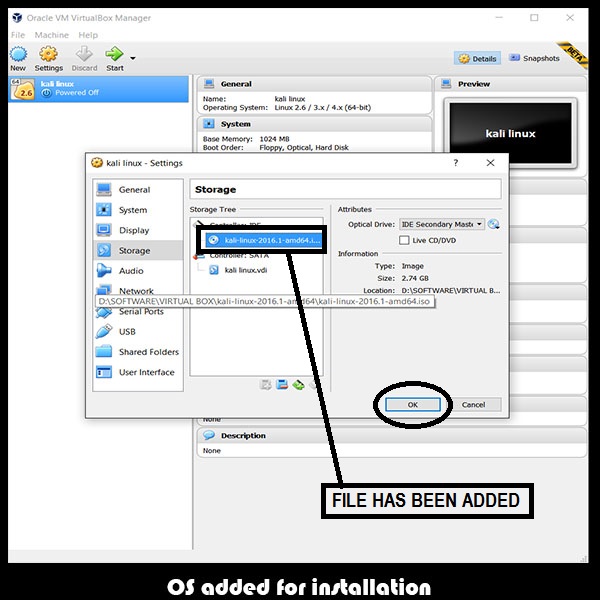 Oracle VM VirtualBox Manager
File Machine Help
New Settings Discard Start
Details Snapshots
BETA
64
2.6
kali linux
Powered Off
General
Name: kali linux
Operating System: Linux 2.6 / 3.x / 4.x (64-bit)
System
Base Memory: 1024 MB
Boot Order: Floppy, Optical, Hard Disk
Preview
kali linux
kali linux - Settings
?
General
System
Display
Storage
Audio
Network
Serial Ports
USB
Shared Folders
User Interface
Storage
Storage Tree
Controller: IDE
kali-linux-2016.1-amd64.i...
Controller: SATA
kali linux.vdi
D:\SOFTWARE\VIRTUAL BOX\kali-linux-2016.1-amd64\kali-linux-2016.1-amd64.iso
Attributes
Optical Drive: IDE Secondary Maste
Live CD/DVD
Information
Type: Image
Size: 2.74 GB
Location: D:\SOFTWARE\VIRTUAL B...
OK Cancel
None
Description
None
FILE HAS BEEN ADDED
OS added for installation